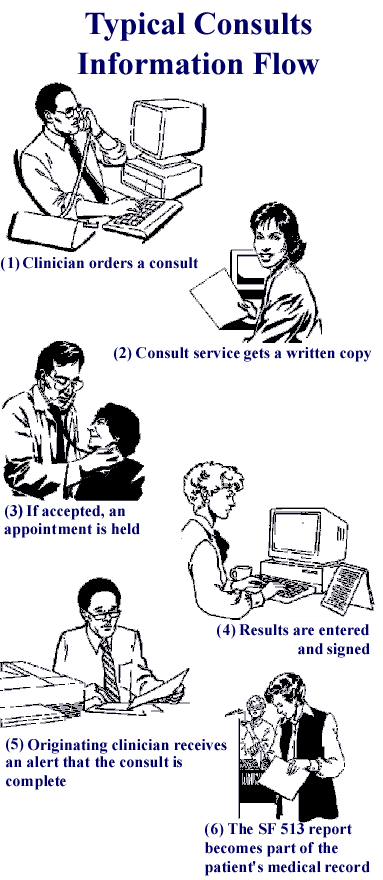 Typical Consults
Information Flow
(1) Clinician orders a consult
(2) Consult service gets a written copy
(3) If accepted, an
appointment is held
(4) Results are entered
and signed
(5) Originating clinician receives
an alert that the consult is
complete
(6) The SF 513 report
becomes part of the
patient's medical record